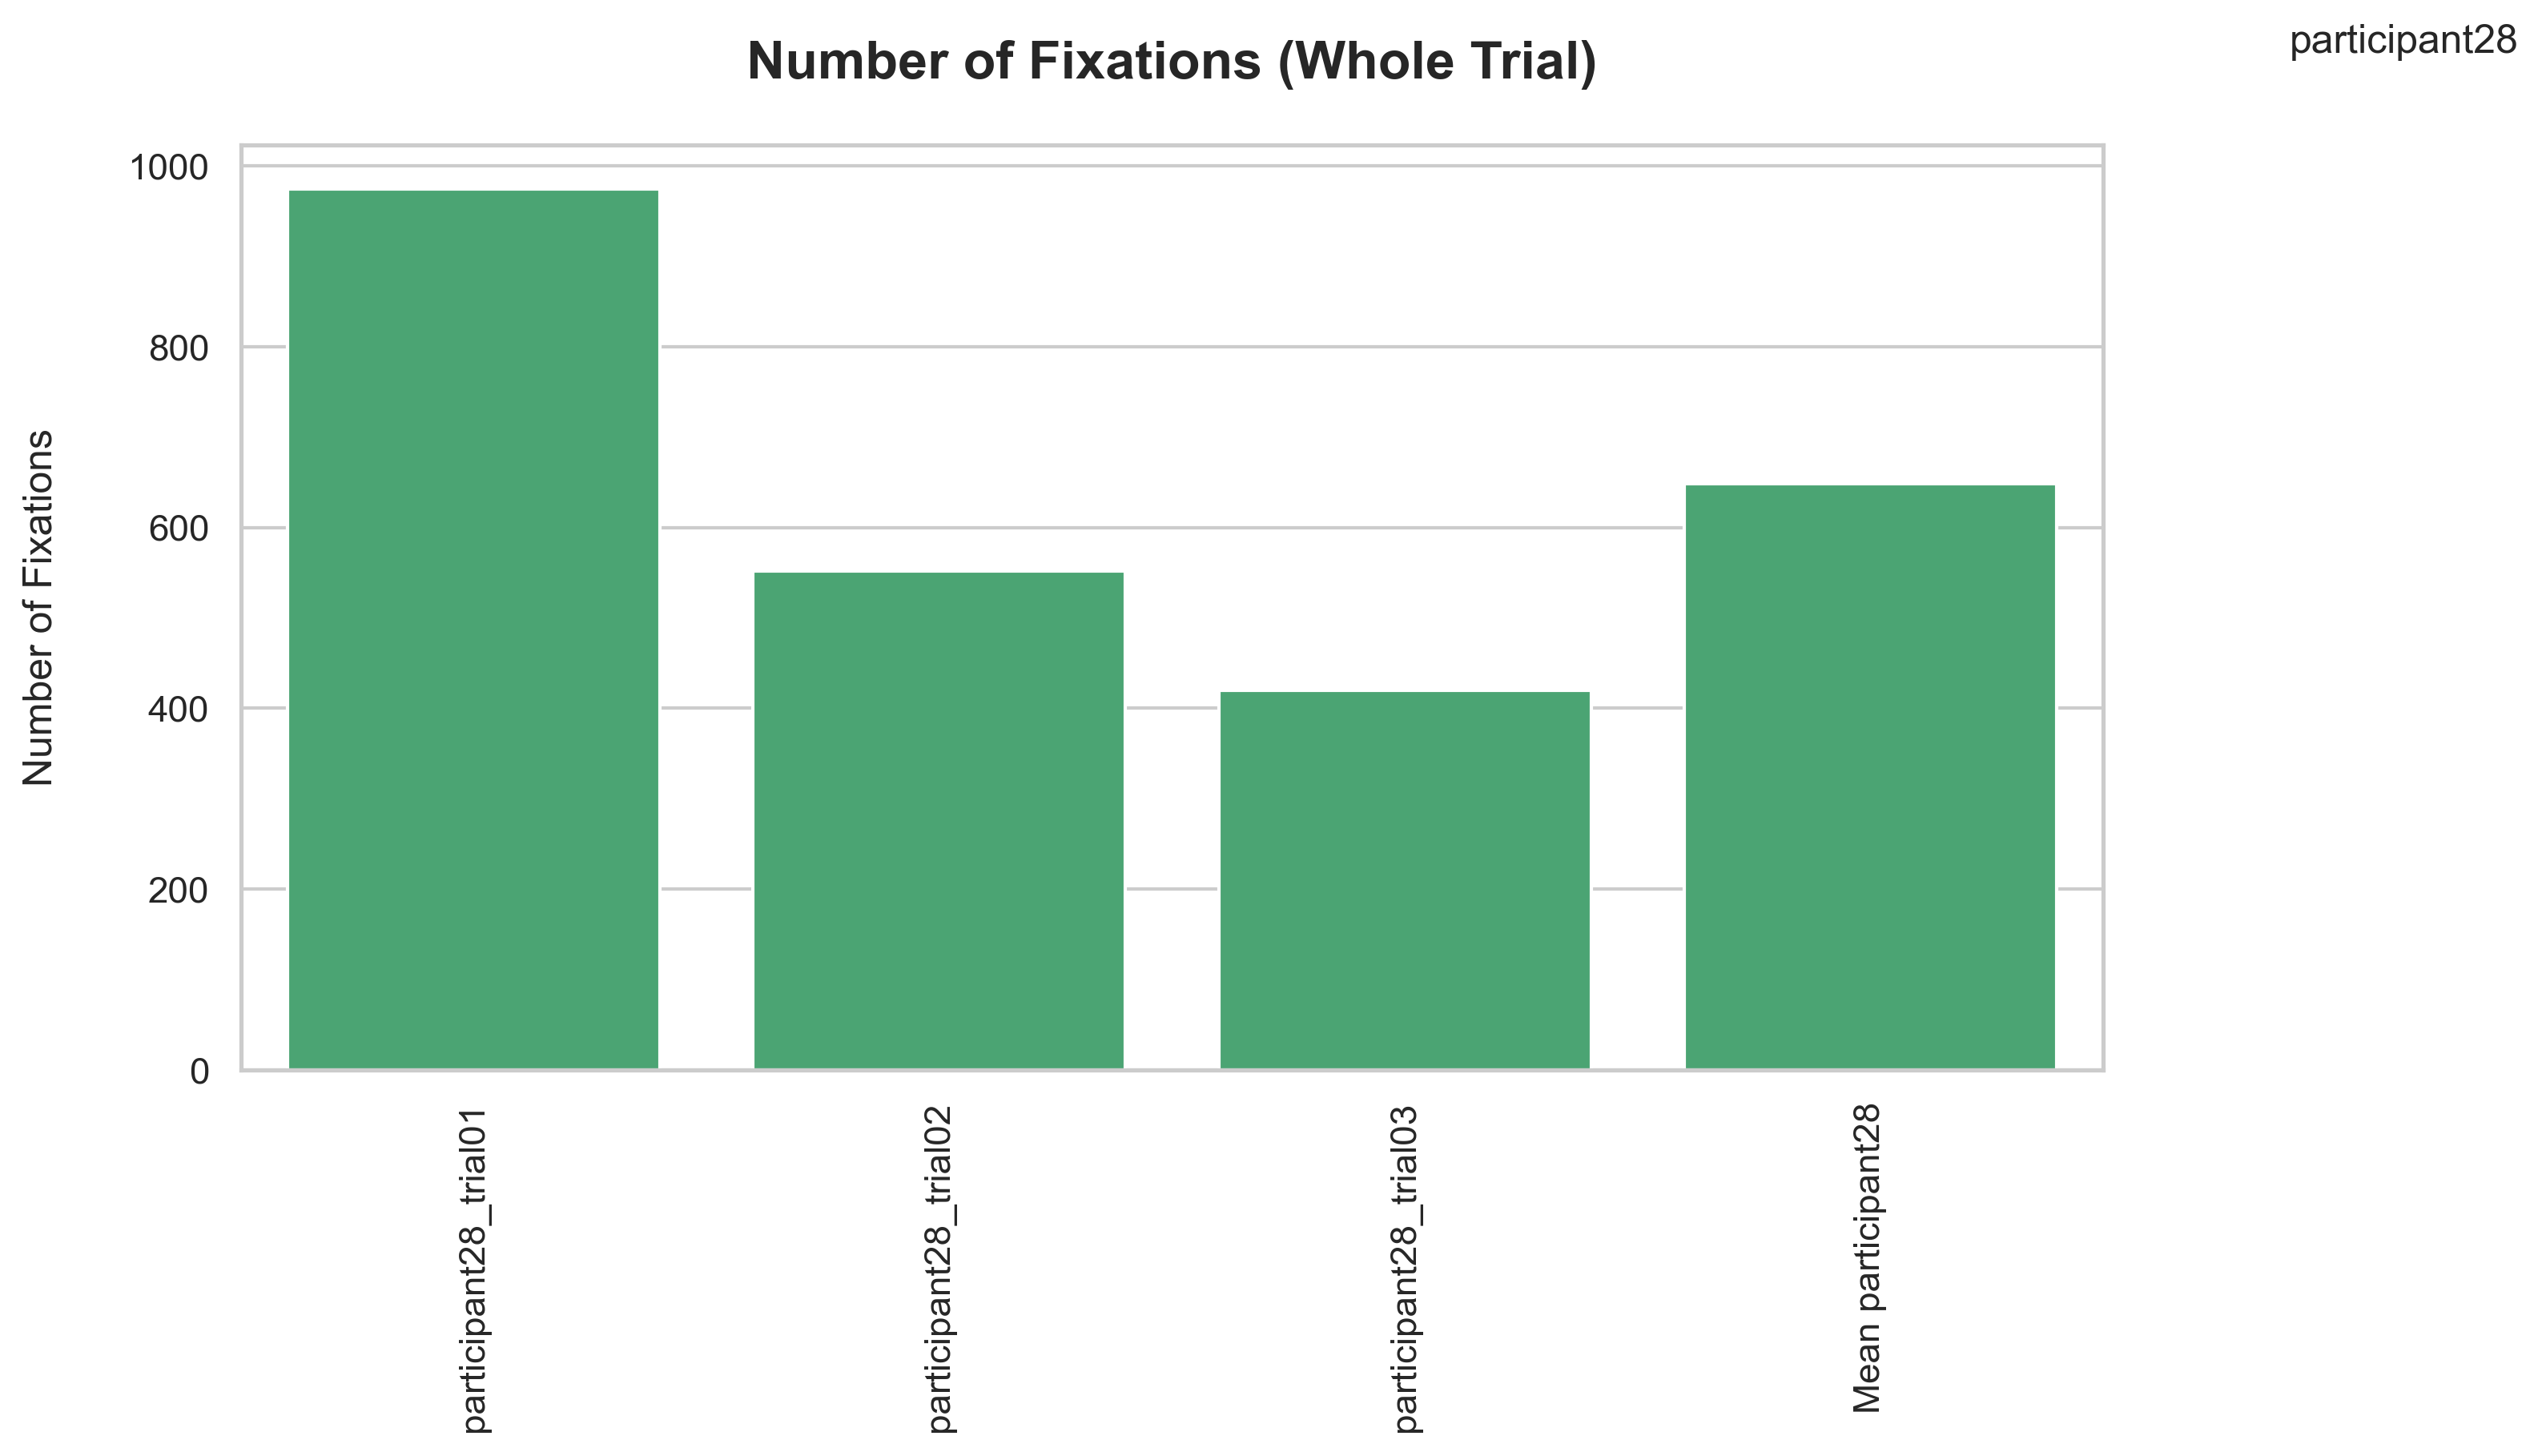 participant28
Number of Fixations (Whole Trial)
Number of Fixations
1000
800
600
400
200
0
participant28_trial01
participant28_trial02
participant28_trial03
Mean participant28